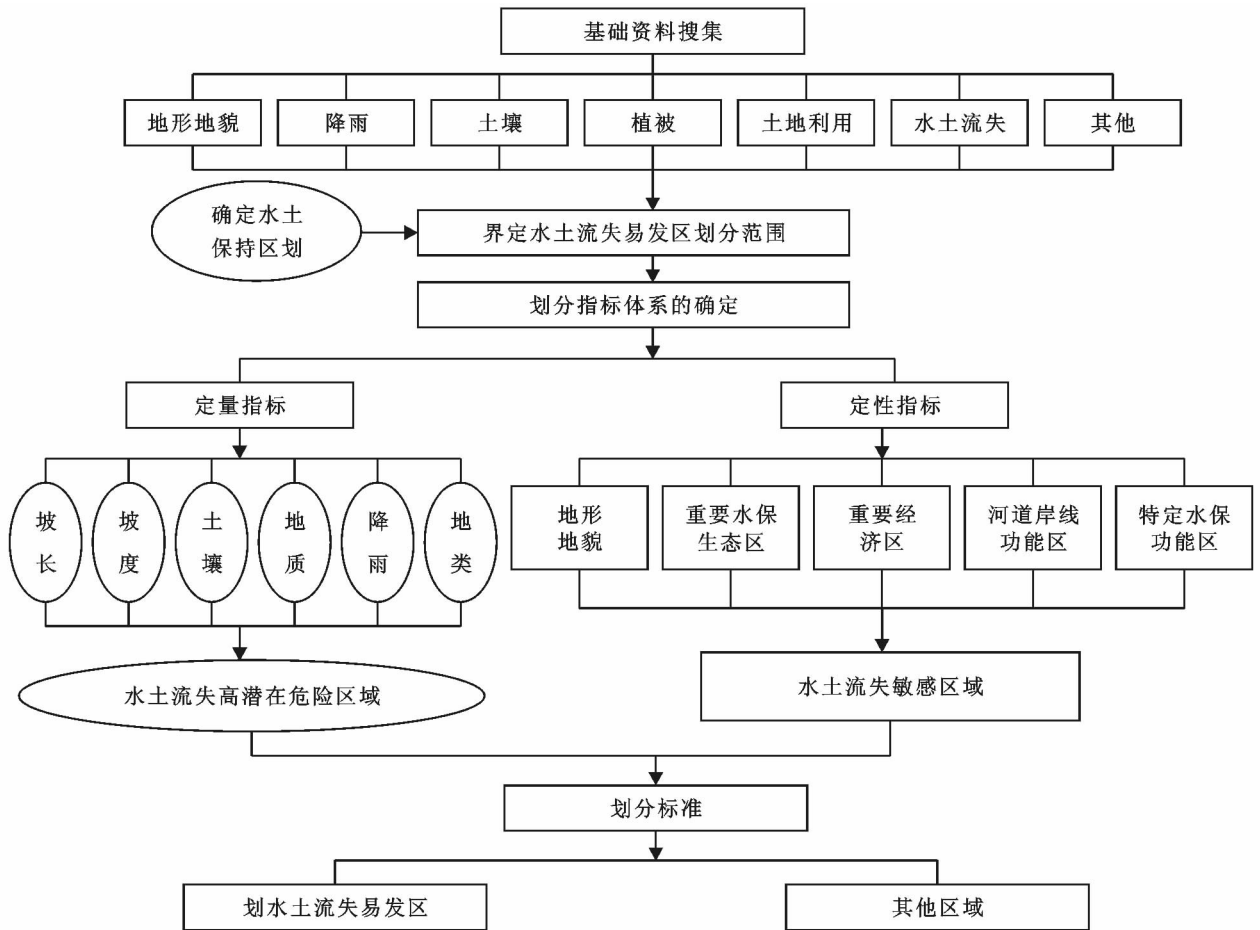 基础资料搜集
地形地貌
降雨
土壤
植被
土地利用
水土流失
其他
确定水土
保持区划
界定水土流失易发区划分范围
划分指标体系的确定
定量指标
定性指标
坡长
坡度
土壤
地质
降雨
地类
地形
地貌
重要水保
生态区
重要经
济区
河道岸线
功能区
特定水保
功能区
水土流失高潜在危险区域
水土流失敏感区域
划分标准
划水土流失易发区
其他区域